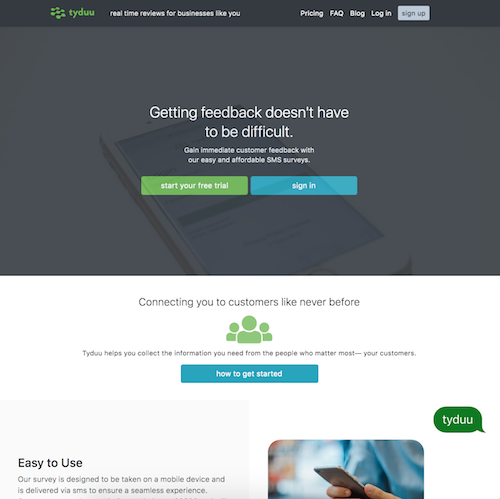 tyduu
real time reviews for businesses like you
Pricing FAQ Blog Log in sign up
Getting feedback doesn't have
to be difficult.
Gain immediate customer feedback with
our easy and affordable SMS surveys.
start your free trial
sign in
Connecting you to customers like never before
Tyduu helps you collect the information you need from the people who matter most— your customers.
how to get started
tyduu
Easy to Use
Our survey is designed to be taken on a mobile device and
is delivered via sms to ensure a seamless experience.